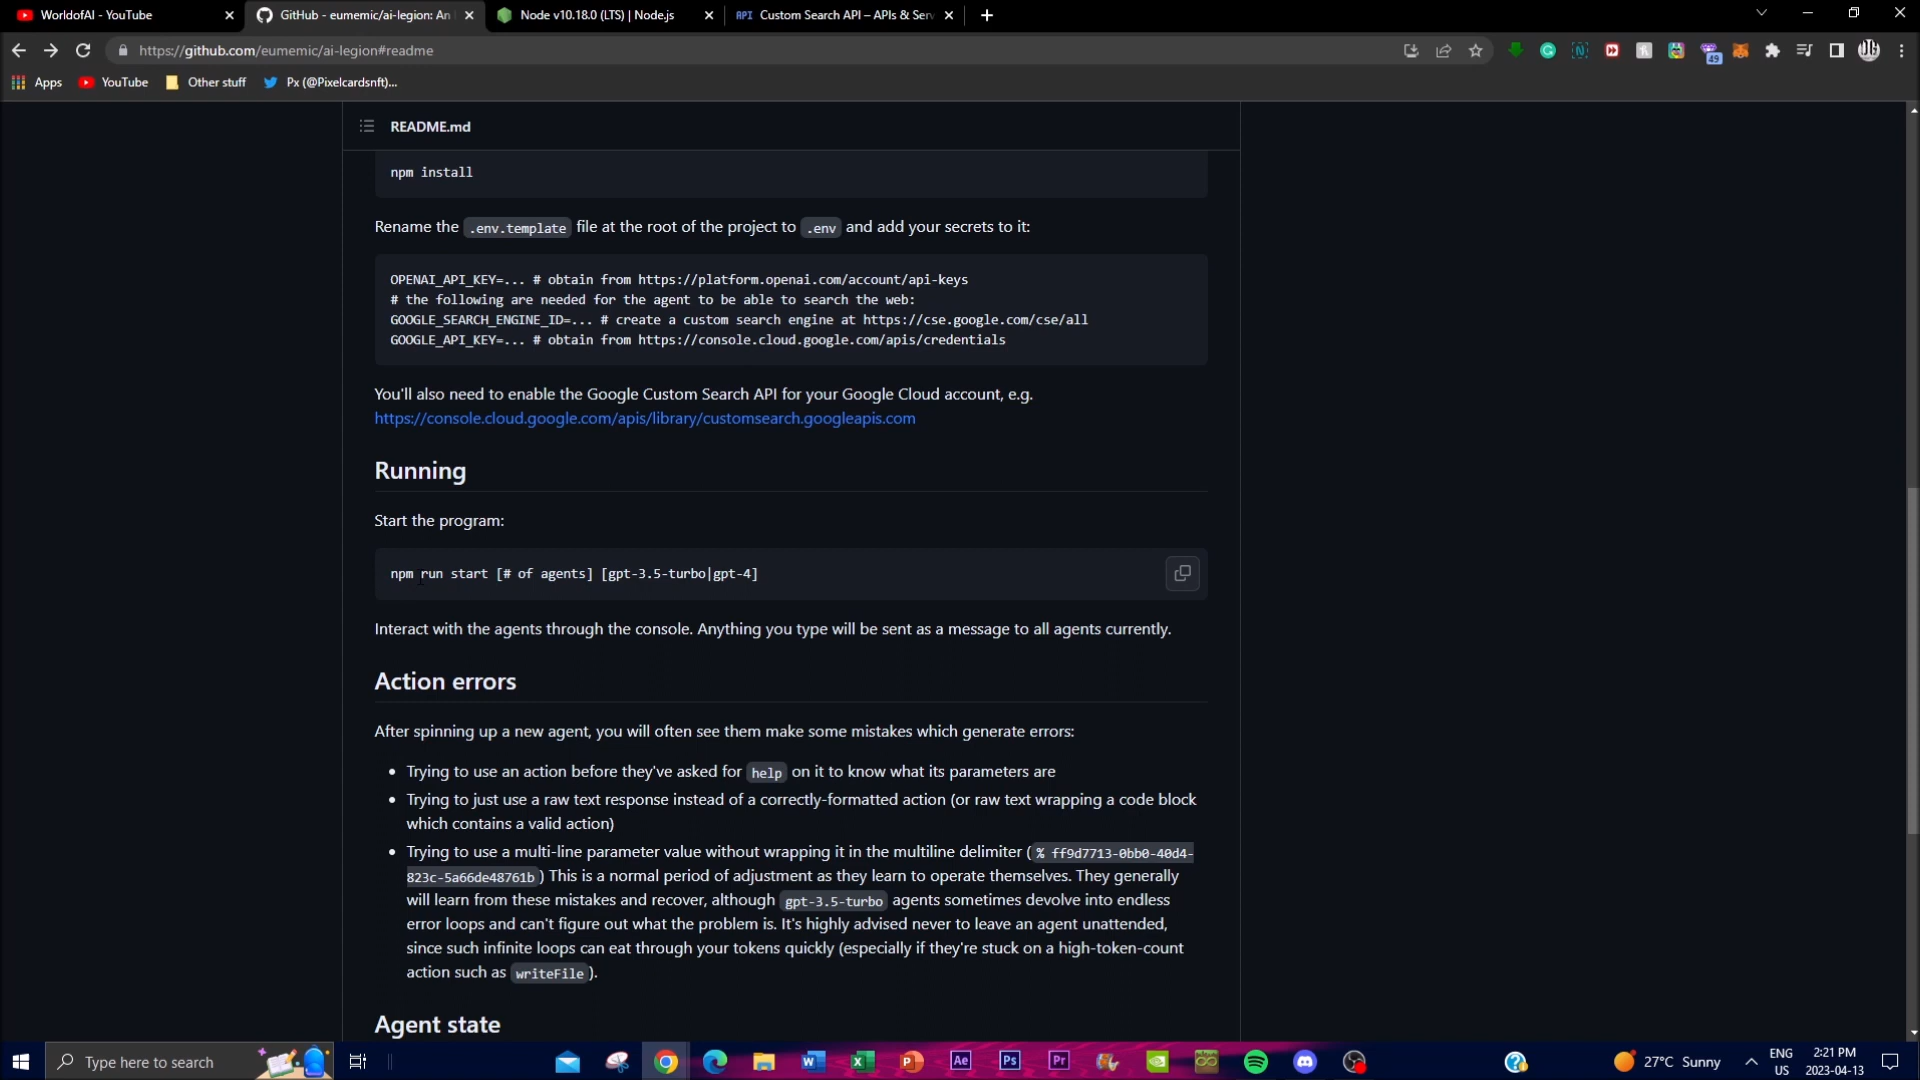 WorldofAI - YouTube
GitHub - eumemic/ai-legion: An
Node v10.18.0 (LTS) | Node.js
API Custom Search API – APIs & Serv
https://github.com/eumemic/ai-legion#readme
49
Apps
YouTube
Other stuff
Px (@Pixelcardsnft)...
README.md
npm install
Rename the .env.template file at the root of the project to .env and add your secrets to it:
OPENAI_API_KEY=... # obtain from https://platform.openai.com/account/api-keys
# the following are needed for the agent to be able to search the web:
GOOGLE_SEARCH_ENGINE_ID=... # create a custom search engine at https://cse.google.com/cse/all
GOOGLE_API_KEY=... # obtain from https://console.cloud.google.com/apis/credentials
You'll also need to enable the Google Custom Search API for your Google Cloud account, e.g.
https://console.cloud.google.com/apis/library/customsearch.googleapis.com
Running
Start the program:
npm run start [# of agents] [gpt-3.5-turbo|gpt-4]
Interact with the agents through the console. Anything you type will be sent as a message to all agents currently.
Action errors
After spinning up a new agent, you will often see them make some mistakes which generate errors:
• Trying to use an action before they've asked for help on it to know what its parameters are
• Trying to just use a raw text response instead of a correctly-formatted action (or raw text wrapping a code block
which contains a valid action)
• Trying to use a multi-line parameter value without wrapping it in the multiline delimiter ( % ff9d7713-0bb0-40d4-
823c-5a66de48761b ) This is a normal period of adjustment as they learn to operate themselves. They generally
will learn from these mistakes and recover, although gpt-3.5-turbo agents sometimes devolve into endless
error loops and can't figure out what the problem is. It's highly advised never to leave an agent unattended,
since such infinite loops can eat through your tokens quickly (especially if they're stuck on a high-token-count
action such as writeFile ).
Agent state
Type here to search
Ae
Ps
Pr
27°C Sunny
ENG
US
2:21 PM
2023-04-13